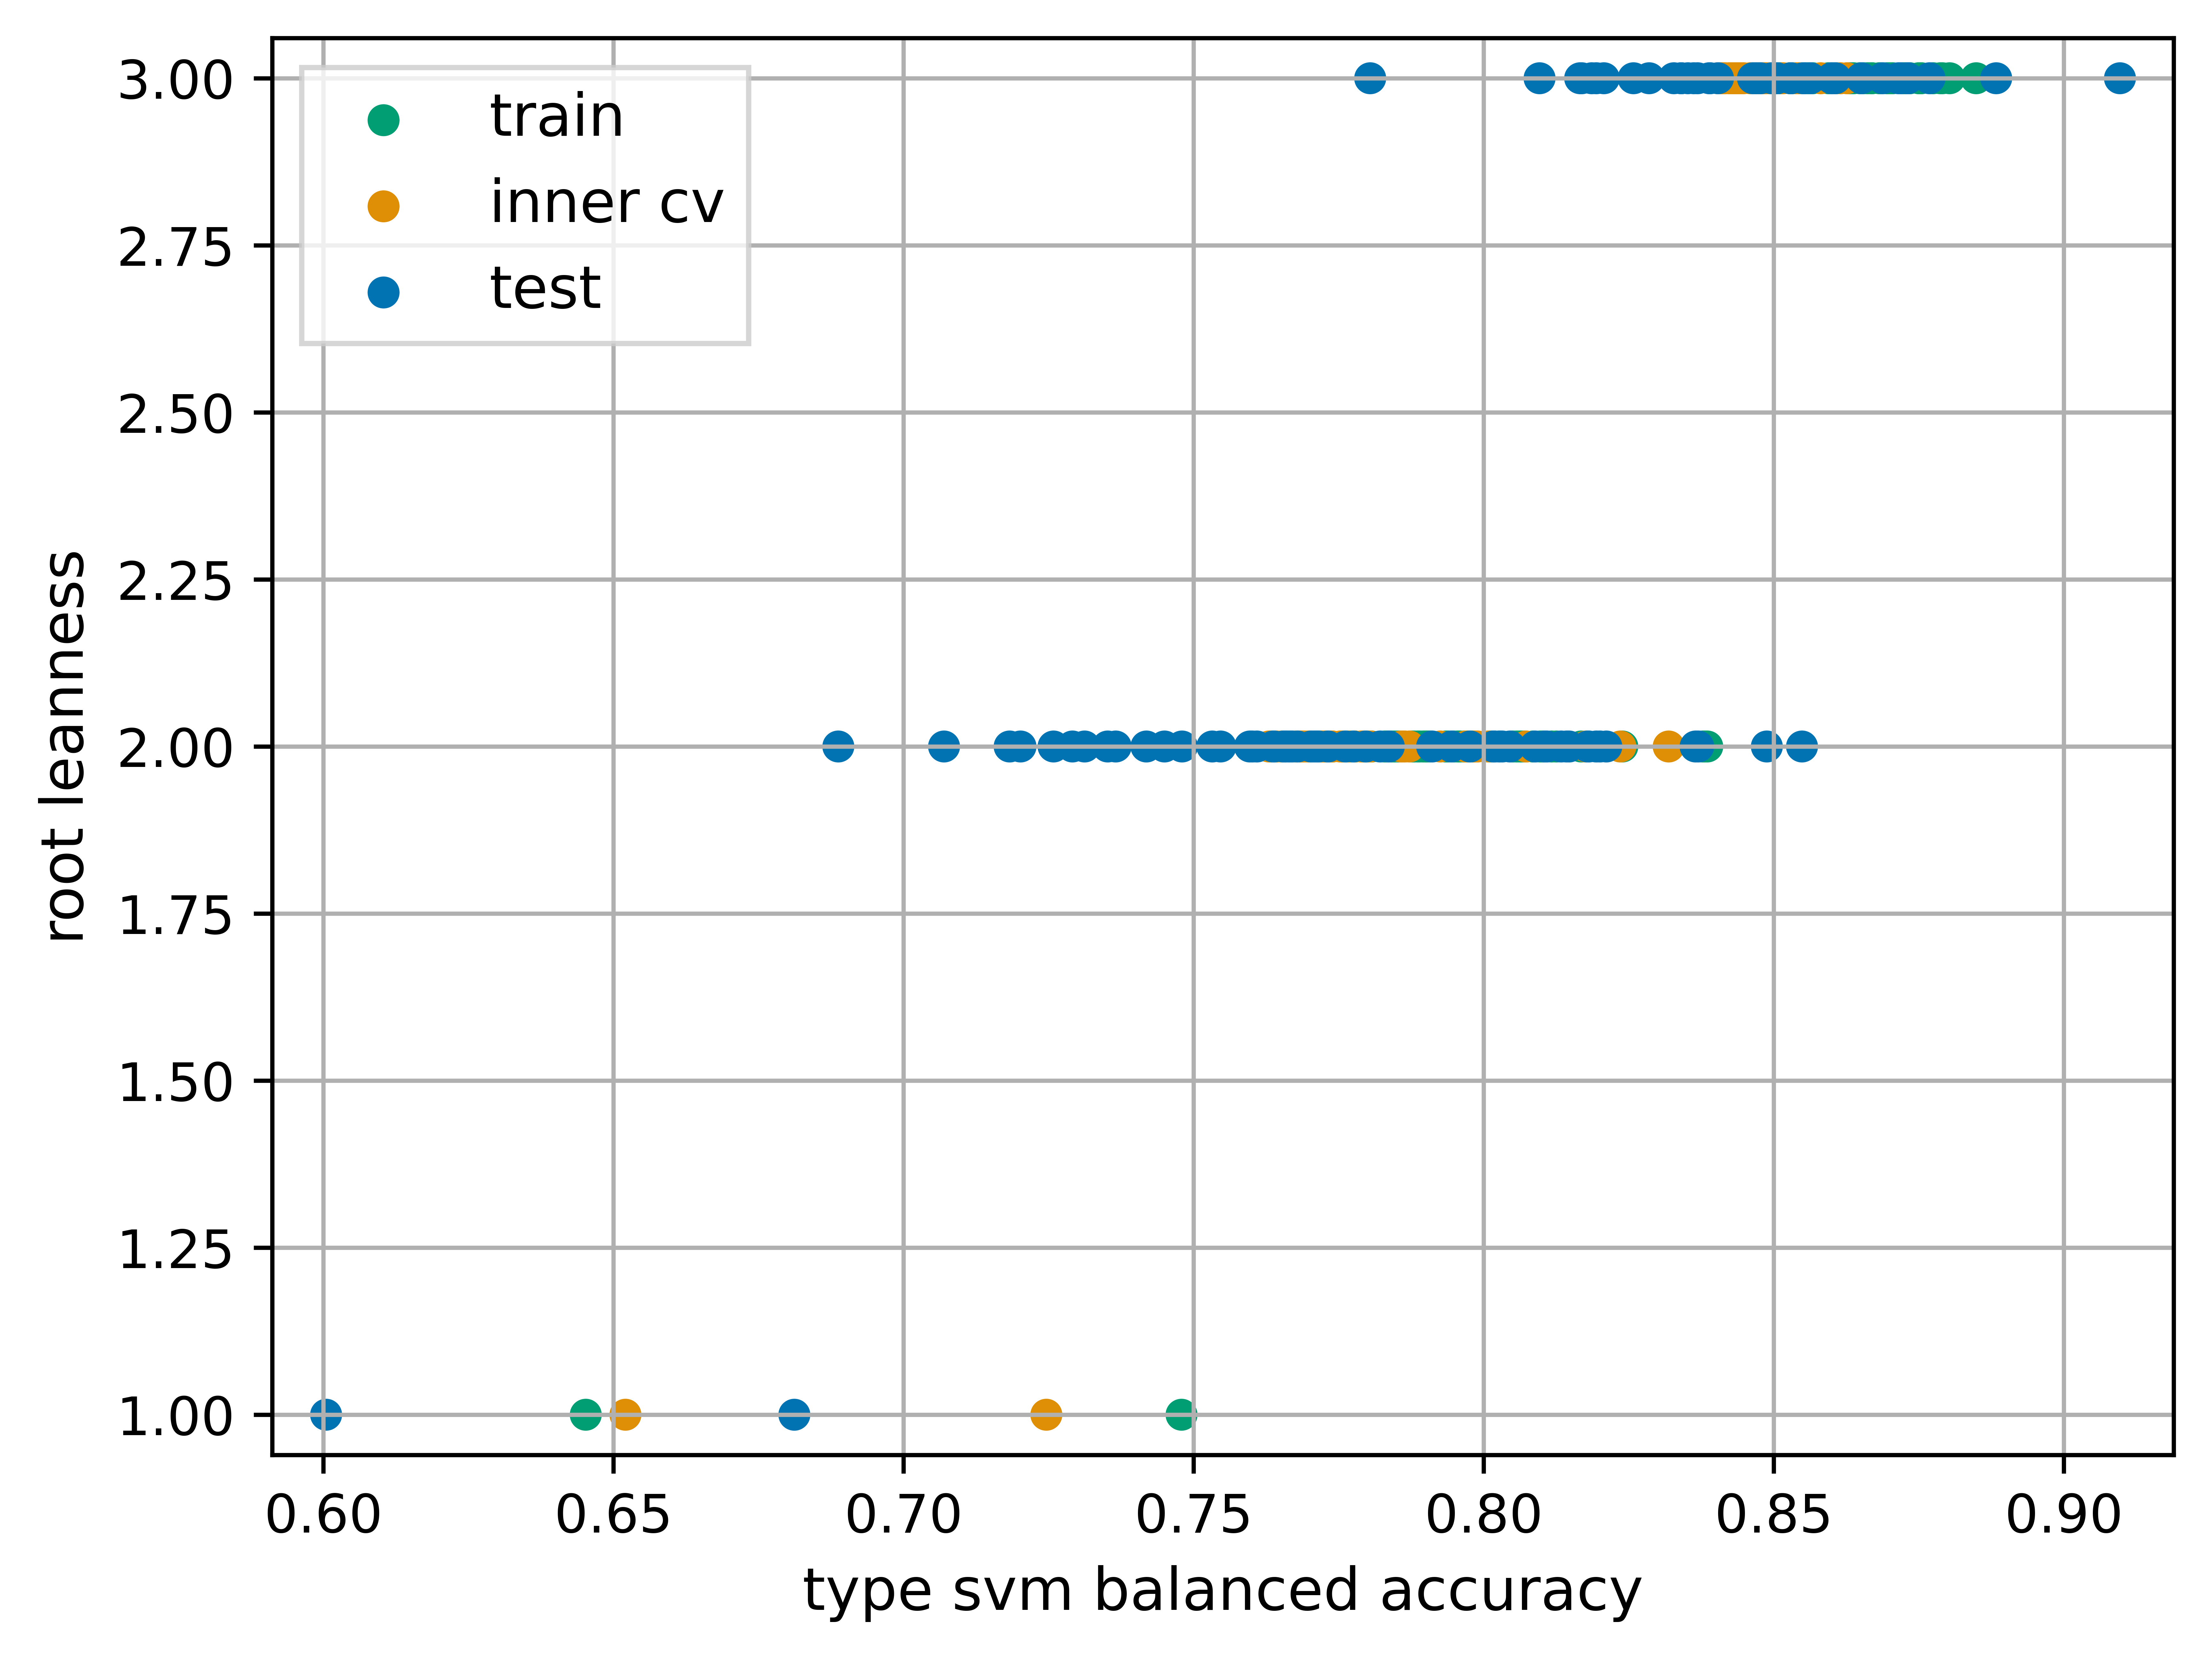 3.00
2.75
2.50
2.25
2.00
1.75
1.50
1.25
1.00
root leanness
train
inner cv
test
0.60 0.65 0.70 0.75 0.80 0.85 0.90
type svm balanced accuracy